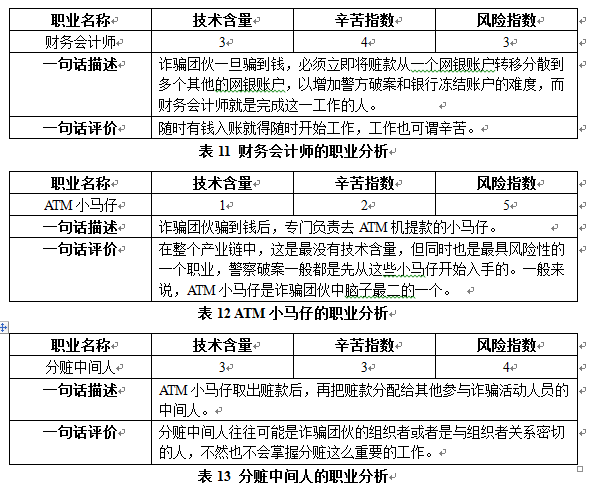 职业名称 技术含量 辛苦指数 风险指数
财务会计师 3 4 3
一句话描述 诈骗团伙一旦骗到钱，必须立即将赃款从一个网银账户转移分散到
多个其他的网银账户，以增加警方破案和银行冻结账户的难度，而
财务会计师就是完成这一工作的人。
一句话评价 随时有钱入账就得随时开始工作，工作也可谓辛苦。
表 11 财务会计师的职业分析
职业名称 技术含量 辛苦指数 风险指数
ATM 小马仔 1 2 5
一句话描述 诈骗团伙骗到钱后，专门负责去 ATM 机提款的小马仔。
一句话评价 在整个产业链中，这是最没有技术含量，但同时也是最具风险性的
一个职业，警察破案一般都是先从这些小马仔开始入手的。一般来
说，ATM 小马仔是诈骗团伙中脑子最二的一个。
表 12 ATM 小马仔的职业分析
职业名称 技术含量 辛苦指数 风险指数
分赃中间人 3 3 4
一句话描述 ATM 小马仔取出赃款后，再把赃款分配给其他参与诈骗活动人员的
中间人。
一句话评价 分赃中间人往往可能是诈骗团伙的组织者或者是与组织者关系密切
的人，不然也不会掌握分赃这么重要的工作。
表 13 分赃中间人的职业分析